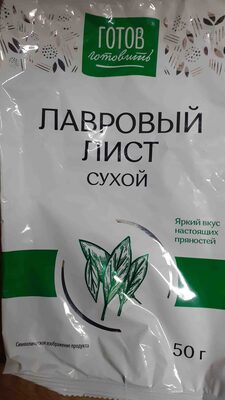 ГОТОВ
готовить
ЛАВРОВЫЙ
ЛИСТ
СУХОЙ
Яркий вкус
настоящих
пряностей
Символическое изображение продукта
50 г